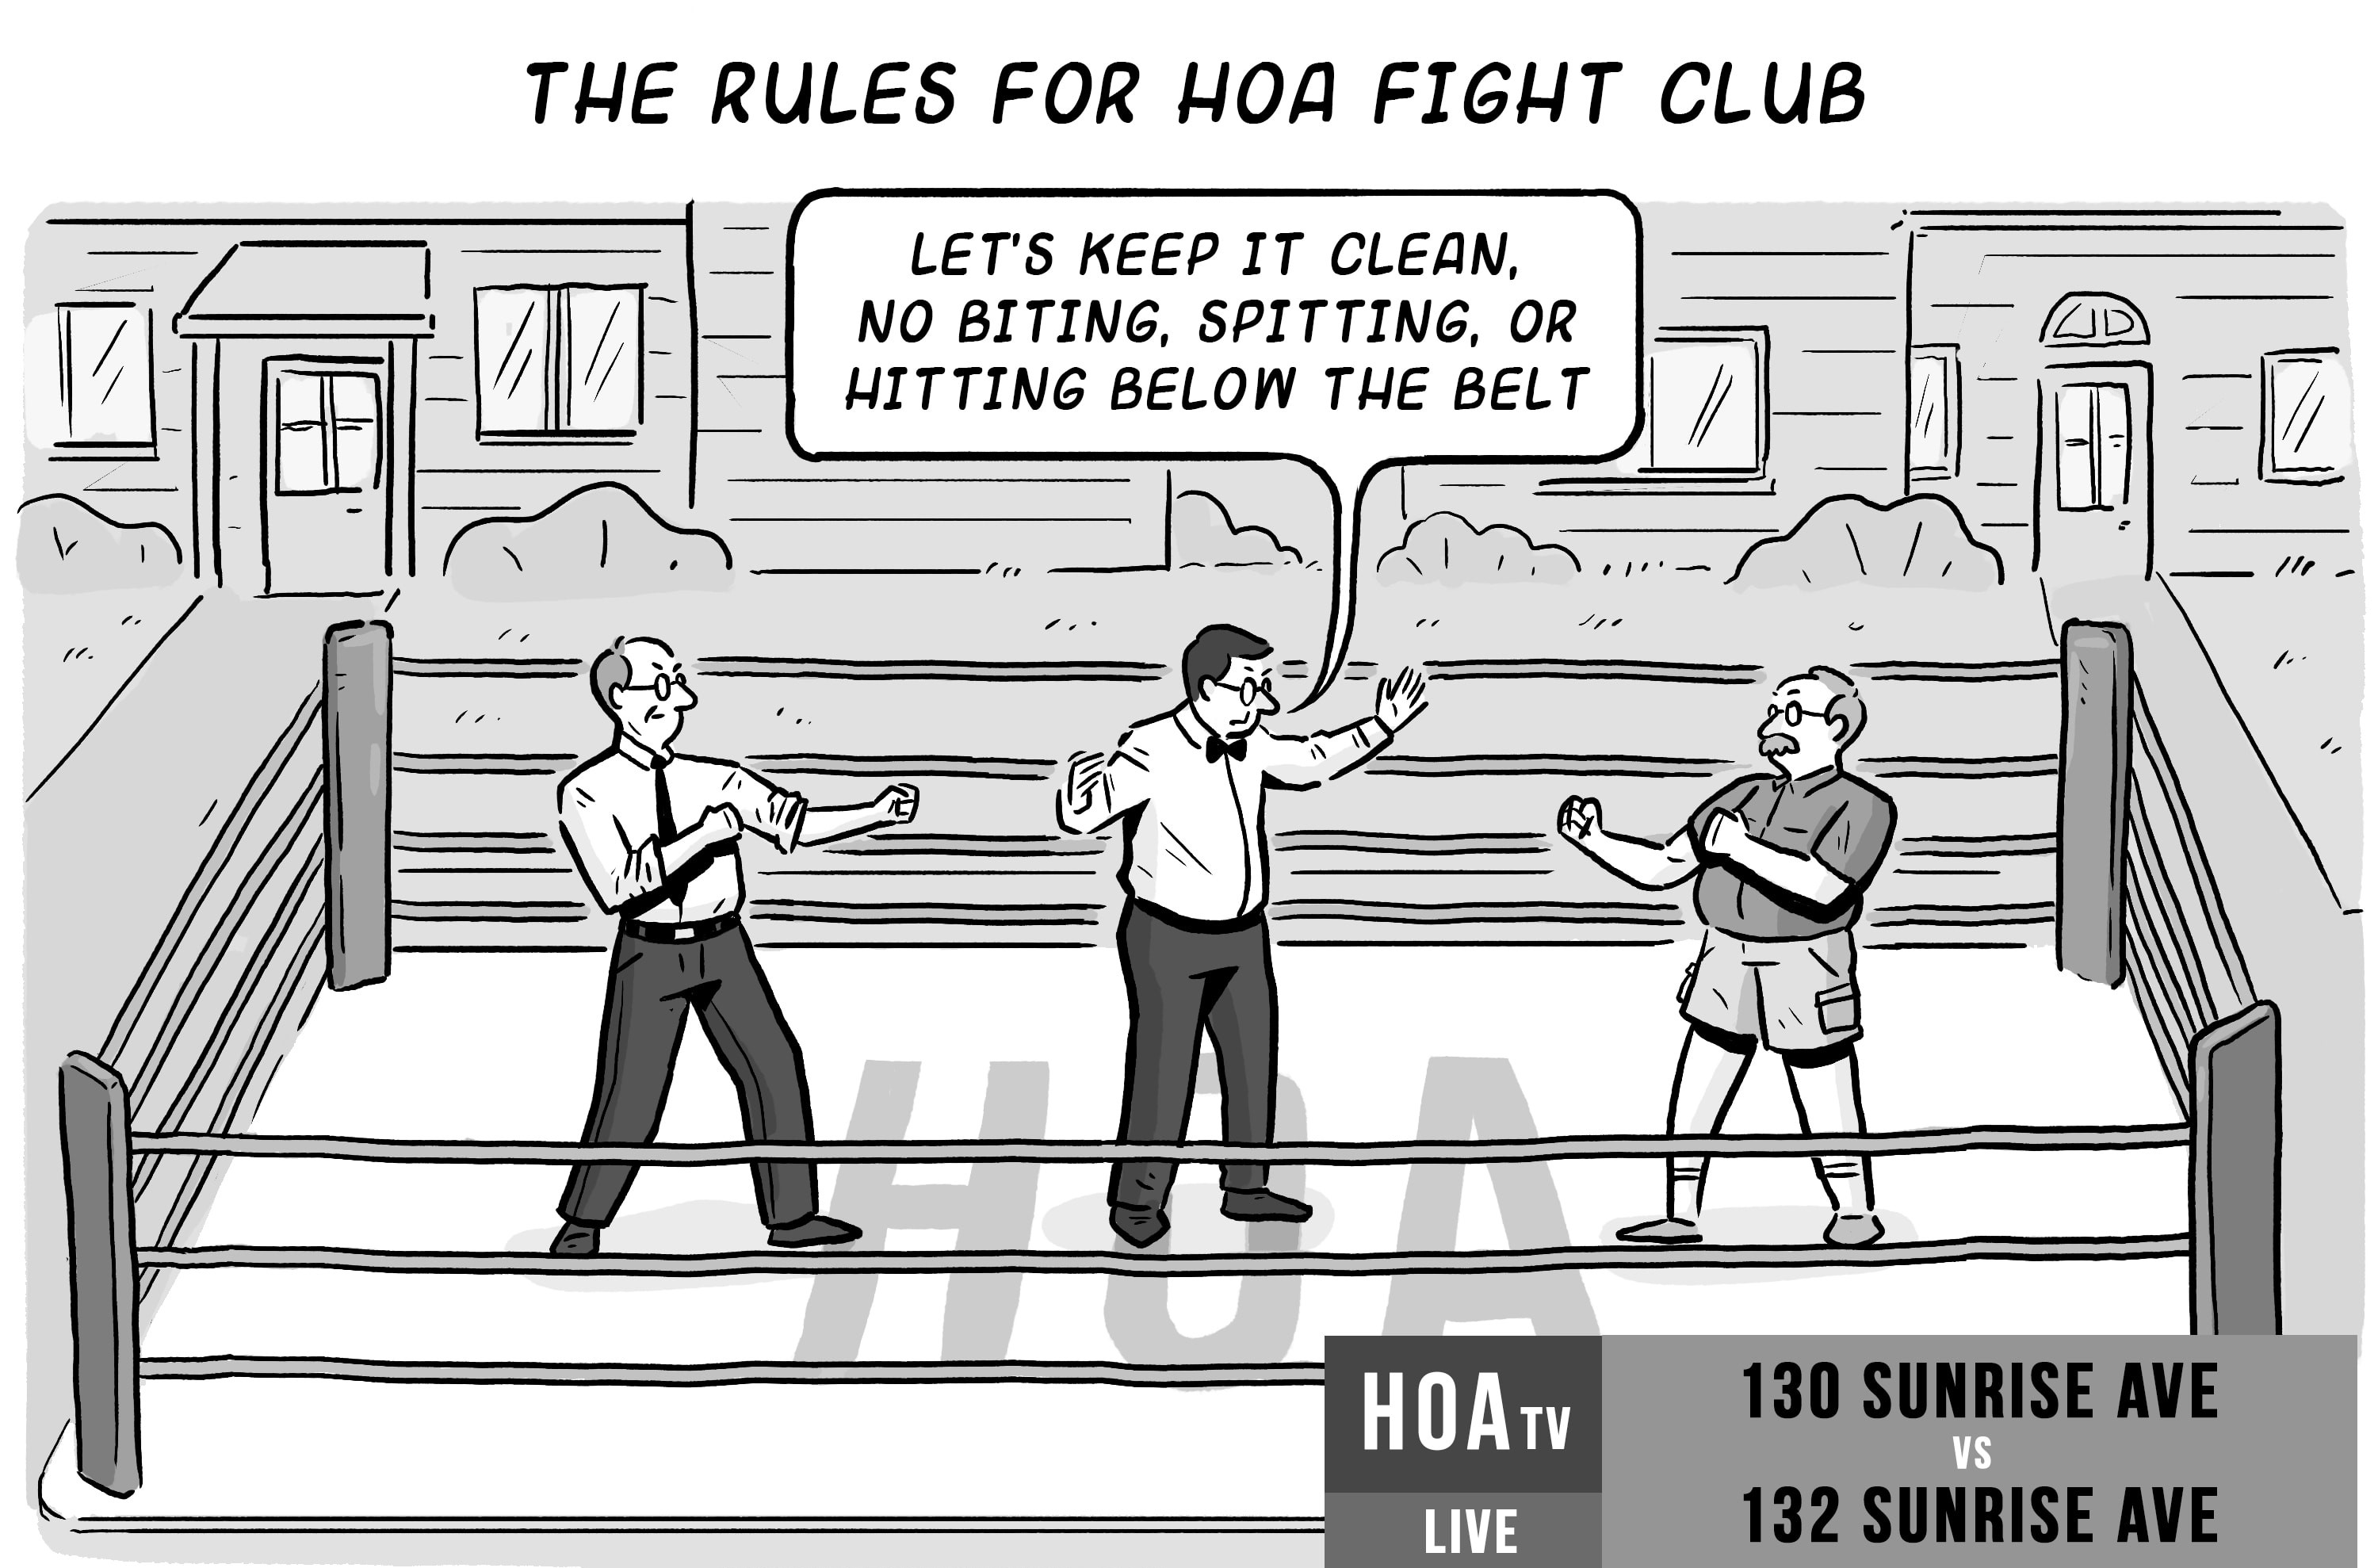 THE RULES FOR HOA FIGHT CLUB
LET'S KEEP IT CLEAN,
NO BITING, SPITTING, OR
HITTING BELOW THE BELT
HOA
HOA TV
LIVE
130 SUNRISE AVE
VS
132 SUNRISE AVE